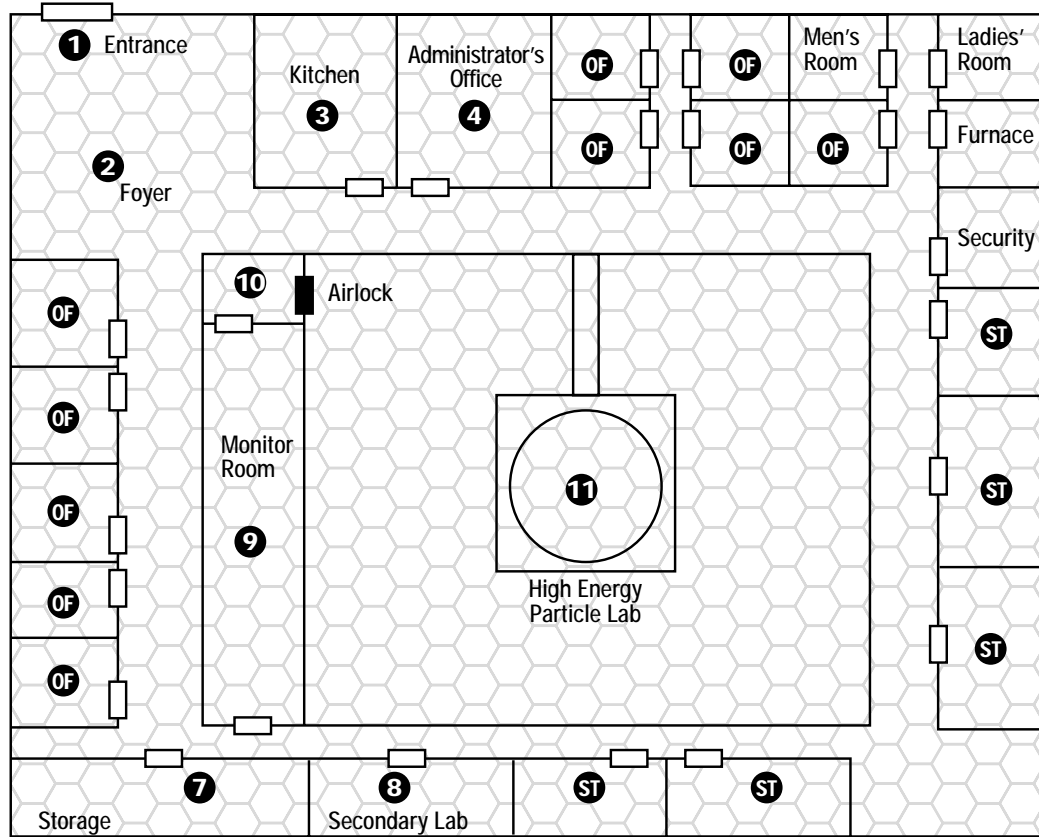 1 Entrance
2
Foyer
Kitchen
3
Administrator's
Office
4
OF
OF
OF
OF
Men's
Room
OF
Ladies'
Room
Furnace
Security
ST
ST
ST
OF
OF
OF
OF
OF
10
Airlock
Monitor
Room
9
11
High Energy
Particle Lab
7
Storage
8
Secondary Lab
ST
ST